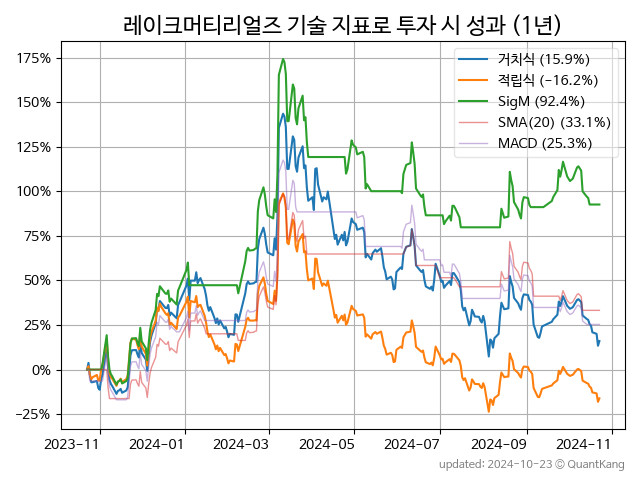 레이크머티리얼즈 기술 지표로 투자 시 성과 (1년)
거치식 (15.9%)
적립식 (-16.2%)
SigM (92.4%)
SMA(20) (33.1%)
MACD (25.3%)
175%
150%
125%
100%
75%
50%
25%
0%
−25%
2023-11 2024-01 2024-03 2024-05 2024-07 2024-09 2024-11
updated: 2024-10-23 © QuantKang